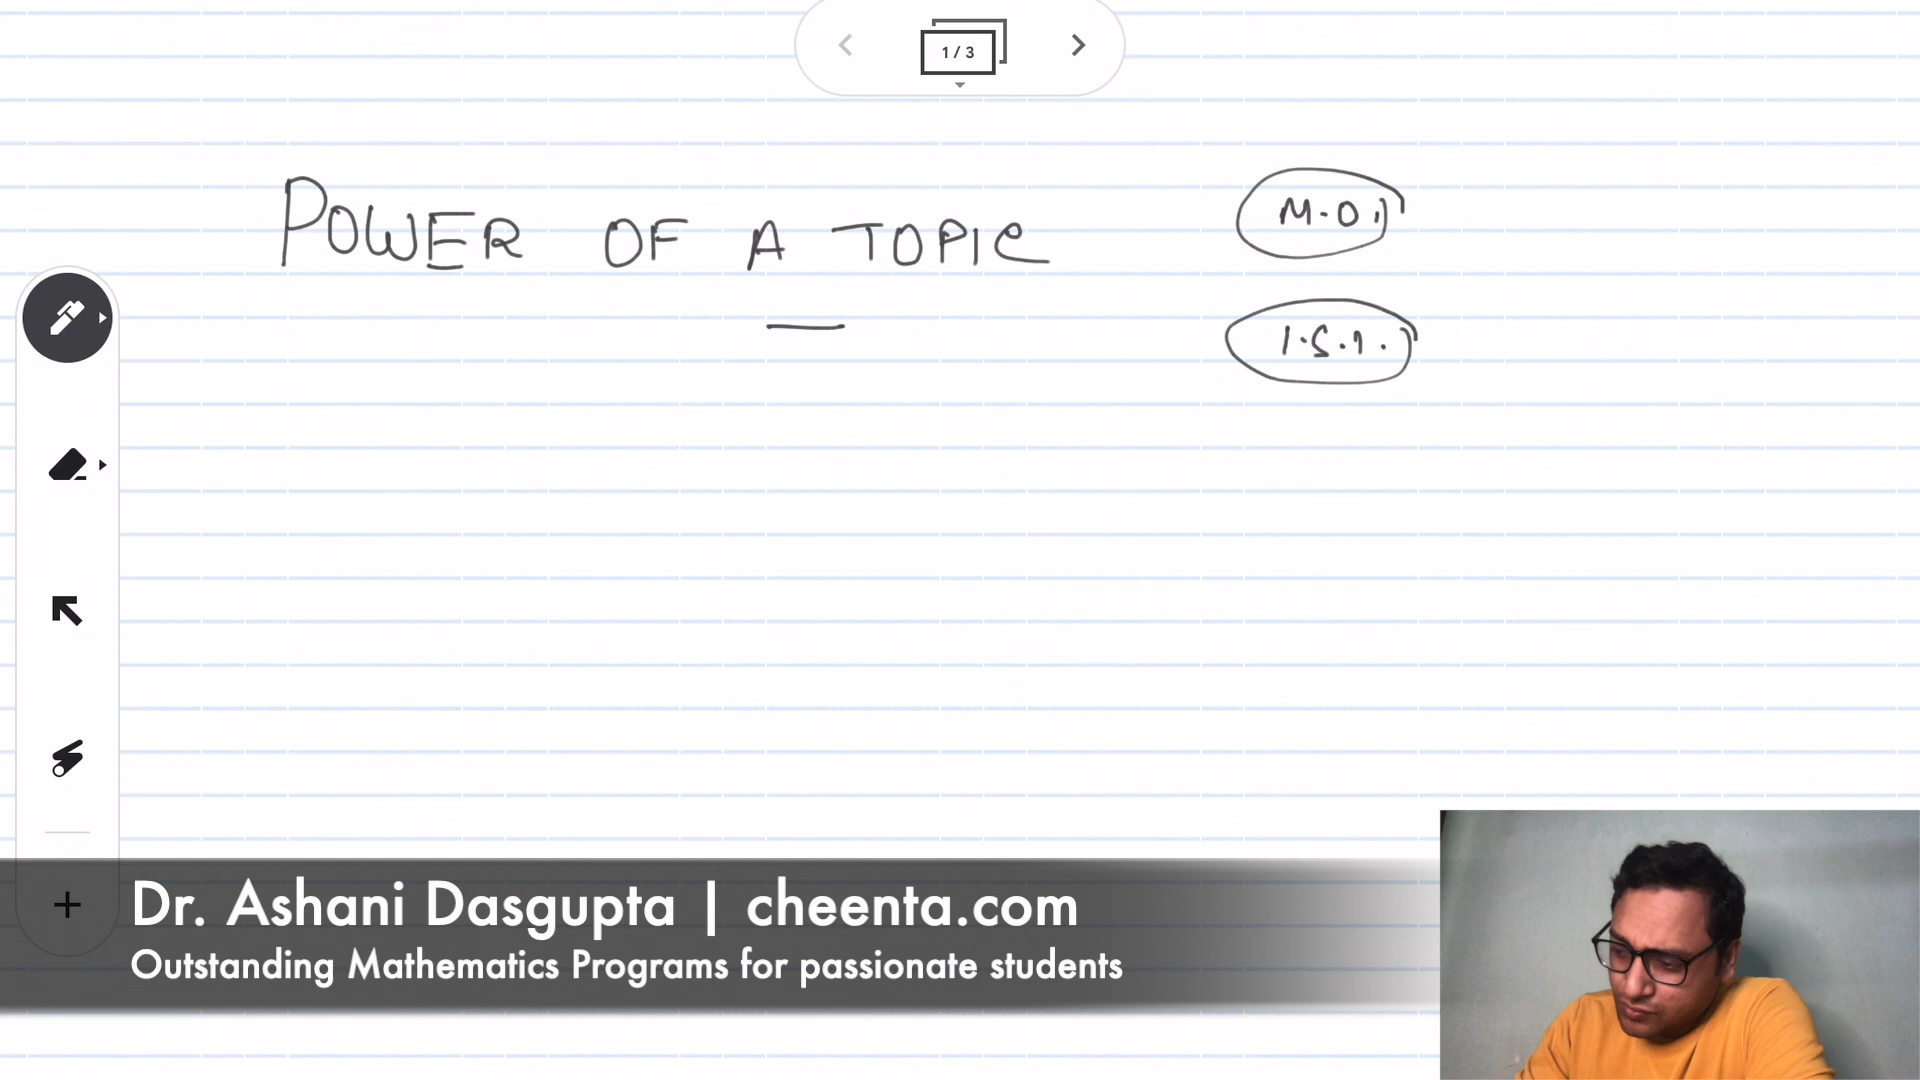 1 / 3
POWER OF A TOPIC
M.O.
I.S.I.
Dr. Ashani Dasgupta | cheenta.com
Outstanding Mathematics Programs for passionate students